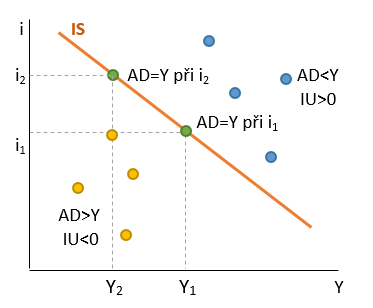 i
IS
i₂
AD=Y při i₂
AD<Y
IU>0
AD=Y při i₁
i₁
AD>Y
IU<0
Y₂
Y₁
Y